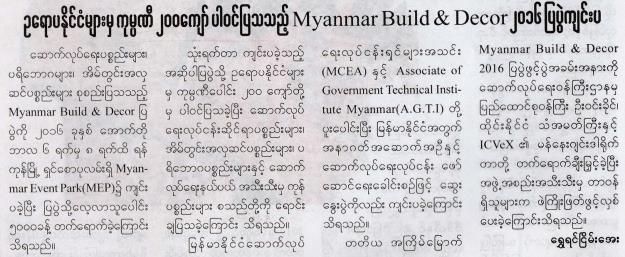 ဥရောပနိုင်ငံများမှ ကုမ္ပဏီ ၂၀၀ကျော် ပါဝင်ပြသသည့် Myanmar Build & Decor ၂၀၁၆ ပြပွဲကျင်းပ
ဆောက်လုပ်ရေးပစ္စည်းများ၊
ပရိဘောဂများ၊ အိမ်တွင်းအလှ
ဆင်ပစ္စည်းများ စုစည်းပြသသည့်
Myanmar Build & Decor ပြ
ပွဲကို ၂၀၁၆ ခုနှစ် အောက်တို
ဘာလ ၆ ရက်မှ ၈ ရက်ထိ ရန်
ကုန်မြို့ ရွှင်စောပုလမ်းရှိ Myan-
mar Event Park(MEP)၌ ကျင်း
ပခဲ့ပြီး ပြပွဲသို့လေ့လာသူပေါင်း
၅၀၀၀ခန့် တက်ရောက်ခဲ့ကြောင်း
သိရသည်။
သုံးရက်တာ ကျင်းပခဲ့သည့်
အဆိုပါပြပွဲသို့ ဥရောပနိုင်ငံများ
မှ ကုမ္ပဏီပေါင်း ၂၀၀ ကျော်တို့
မှ ပါဝင်ပြသခဲ့ပြီး ဆောက်လုပ်
ရေးလုပ်ငန်းဆိုင်ရာပစ္စည်းများ၊
အိမ်တွင်းအလှဆင်ပစ္စည်းများ၊ ပ
ရိဘောဂပစ္စည်းများနှင့် ဆောက်
လုပ်ရေးနယ်ပယ် အသီးသီးမှ ကုန်
ပစ္စည်းများ စသည်တို့ကို ရောင်း
ချပြသခဲ့ကြောင်း သိရသည်။
မြန်မာနိုင်ငံဆောက်လုပ်
ရေးလုပ်ငန်းရှင်များအသင်း
(MCEA) နှင့် Associate of
Government Technical Insti-
tute Myanmar(A.G.T.I) တို့
ပူးပေါင်းပြီး မြန်မာနိုင်ငံအတွက်
အနာဂတ်အဆောက်အဦနှင့်
ဆောက်လုပ်ရေးလုပ်ငန်း ဖော်
ဆောင်ရေးခေါင်းစဉ်ဖြင့် ဆွေး
နွေးပွဲကိုလည်း ကျင်းပခဲ့ကြောင်း
သိရသည်။
တတိယ အကြိမ်မြောက်
Myanmar Build & Decor
2016 ပြပွဲဖွင့်ပွဲအခမ်းအနားကို
ဆောက်လုပ်ရေးဝန်ကြီးဌာနမှ
ပြည်ထောင်စုဝန်ကြီး ဦးဝင်းခိုင်၊
ထိုင်းနိုင်ငံ သံအမတ်ကြီးနှင့်
ICVeX ၏ မန်နေးဂျင်းဒါရိုက်
တာတို့ တက်ရောက်ချီးမြှင့်ခဲ့ပြီး
အဖွဲ့အစည်းအသီးသီးမှ တာဝန်
ရှိသူများက ဖဲကြိုးဖြတ်ဖွင့်လှစ်
ပေးခဲ့ကြောင်းသိရသည်။
ရွှေရင်ငြိမ်းအေး